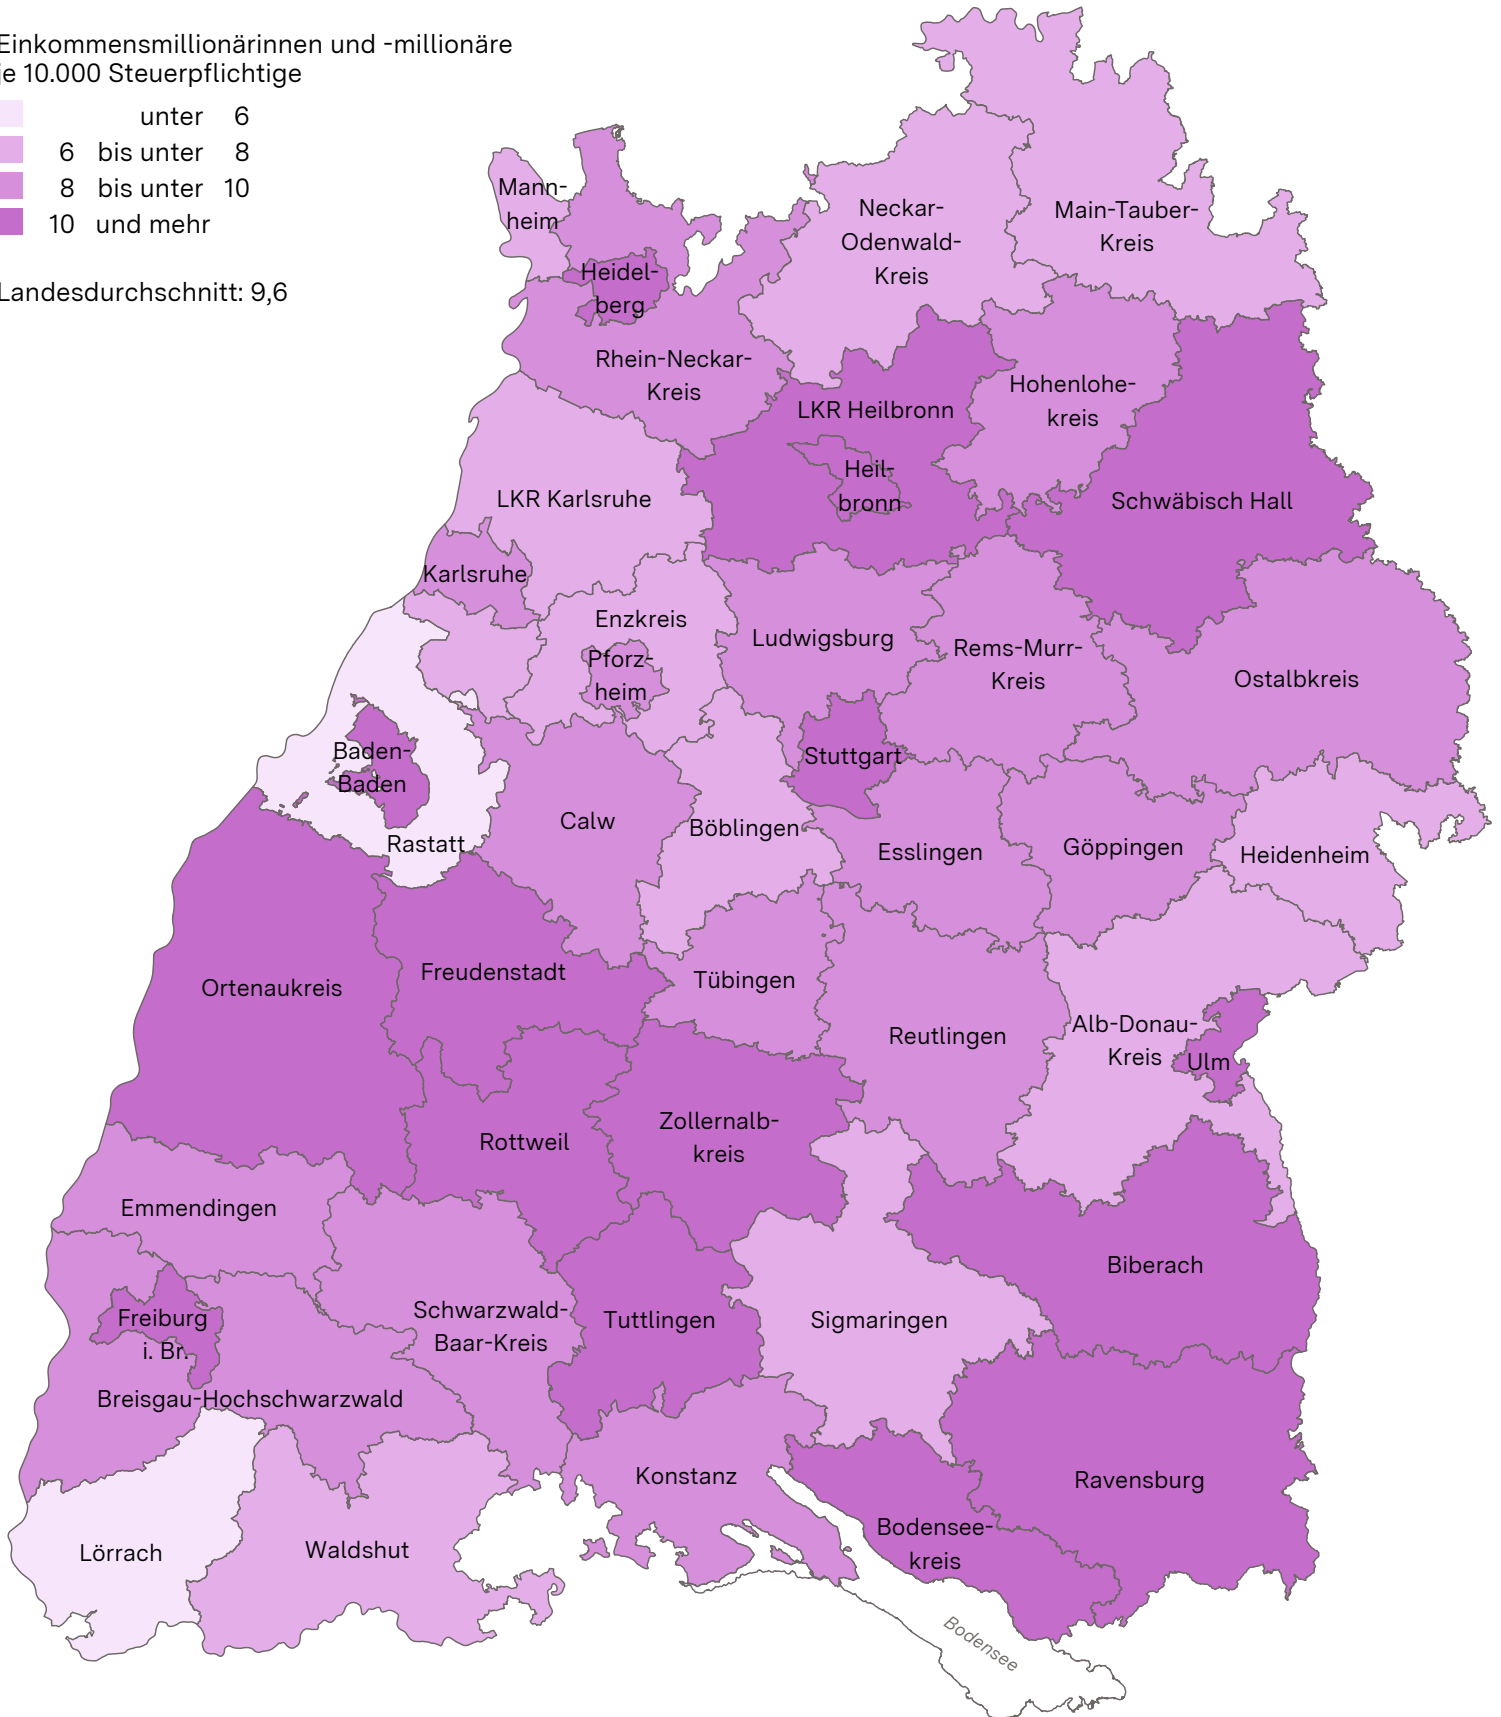 Einkommensmillionärinnen und -millionäre
je 10.000 Steuerpflichtige
unter 6
6 bis unter 8
8 bis unter 10
10 und mehr
Landesdurchschnitt: 9,6
Mann-
heim
Heidel-
berg
Rhein-Neckar-
Kreis
Neckar-
Odenwald-
Kreis
Main-Tauber-
Kreis
LKR Heilbronn
Heil-
bronn
Hohenlohe-
kreis
Schwäbisch Hall
LKR Karlsruhe
Karlsruhe
Enzkreis
Pforz-
heim
Ludwigsburg
Rems-Murr-
Kreis
Ostalbkreis
Baden-
Baden
Rastatt
Calw
Böblingen
Stuttgart
Esslingen
Göppingen
Heidenheim
Ortenaukreis
Freudenstadt
Tübingen
Reutlingen
Alb-Donau-
Kreis
Ulm
Rottweil
Zollernalb-
kreis
Emmendingen
Freiburg
i. Br.
Breisgau-Hochschwarzwald
Schwarzwald-
Baar-Kreis
Tuttlingen
Sigmaringen
Biberach
Lörrach
Waldshut
Konstanz
Bodensee-
kreis
Ravensburg
Bodensee